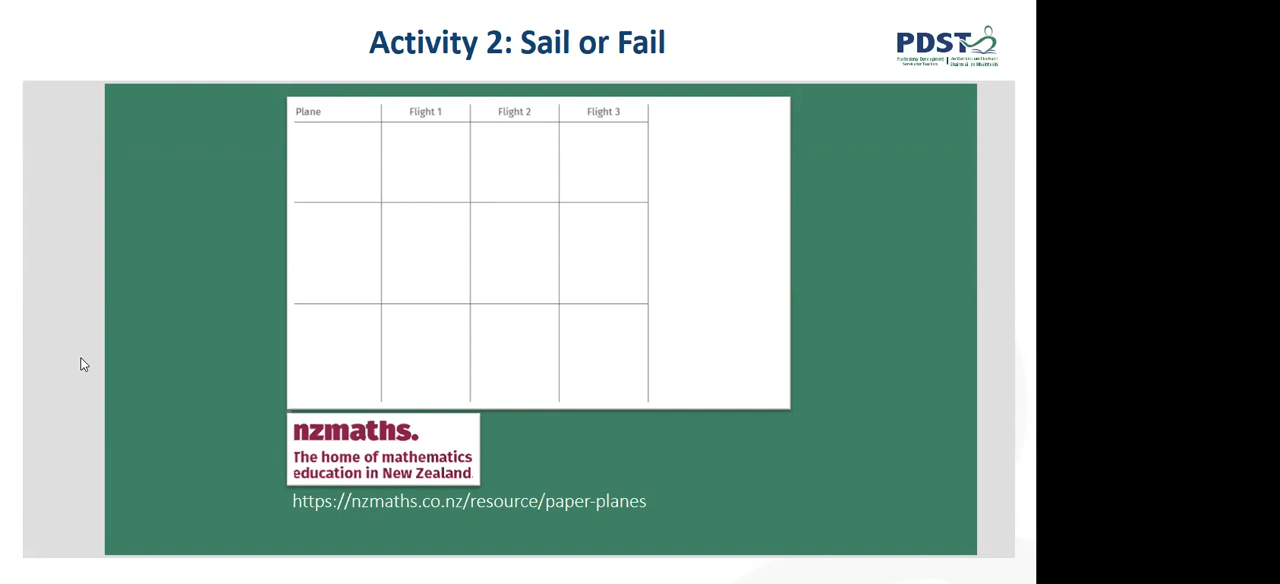 Activity 2: Sail or Fail
PDST
Plane Flight 1 Flight 2 Flight 3
nzmaths.
The home of mathematics
education in New Zealand.
https://nzmaths.co.nz/resource/paper-planes